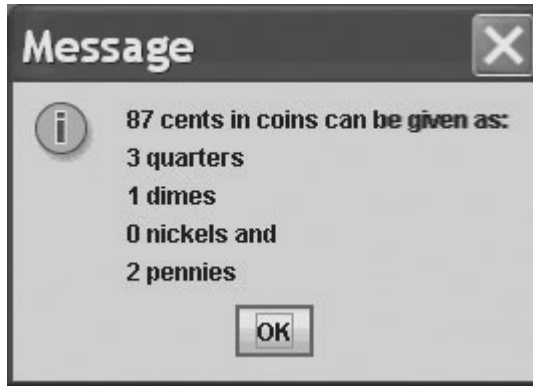 Message
87 cents in coins can be given as:
3 quarters
1 dimes
0 nickels and
2 pennies
OK